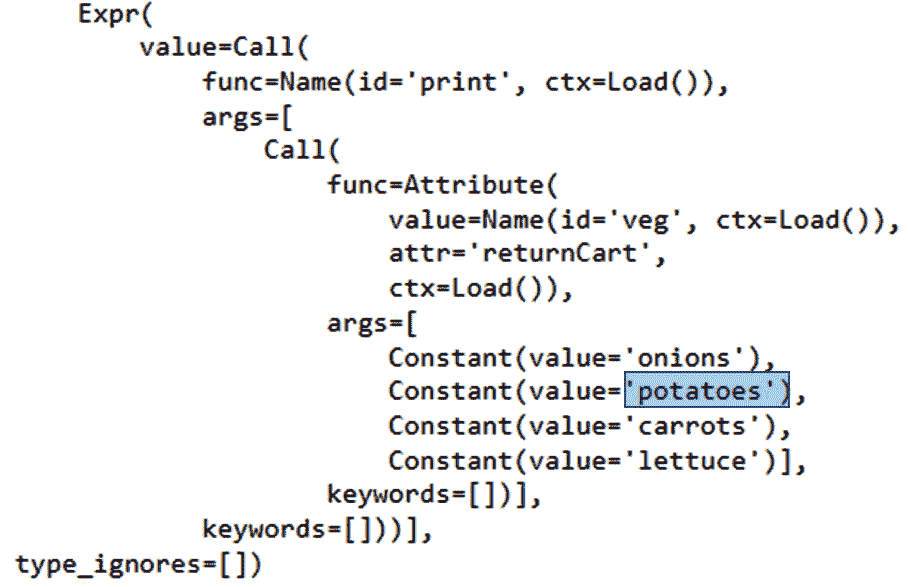 Expr(
value=Call(
func=Name(id='print', ctx=Load()),
args=[
Call(
func=Attribute(
value=Name(id='veg', ctx=Load()),
attr='returnCart',
ctx=Load()),
args=[
Constant(value='onions'),
Constant(value='potatoes'),
Constant(value='carrots'),
Constant(value='lettuce')],
keywords=[])],
keywords=[]))],
type_ignores=[])